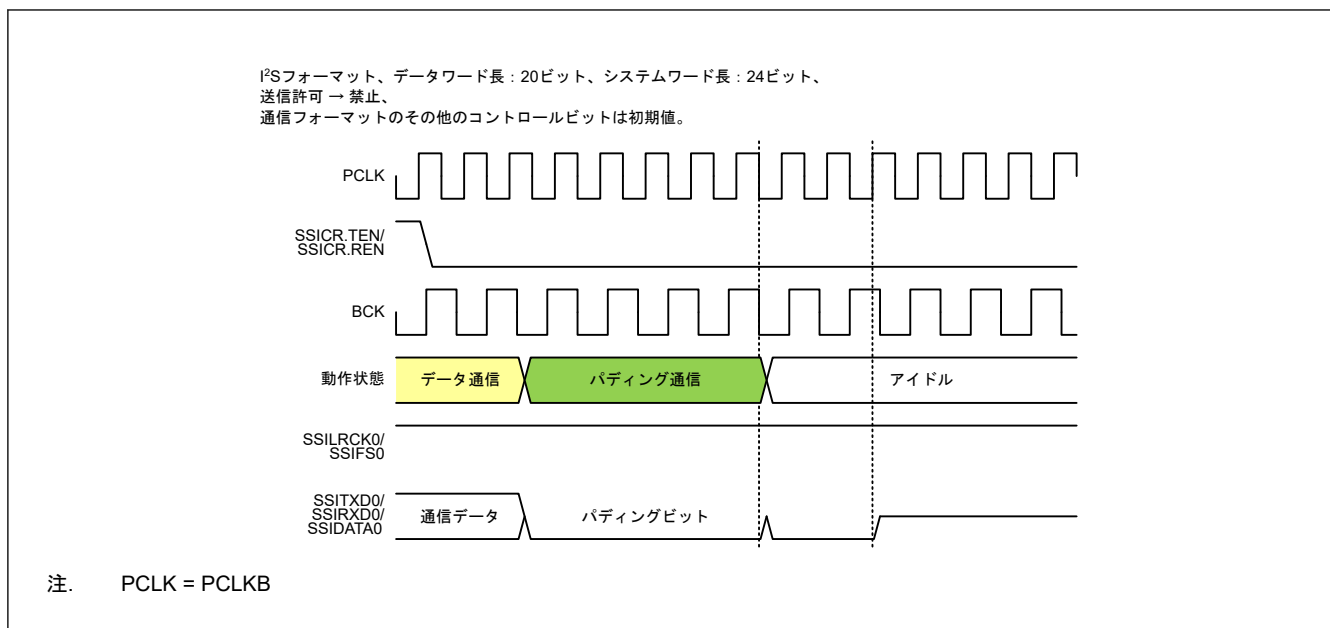 I²Sフォーマット、データワード長：20ビット、システムワード長：24ビット、
送信許可 → 禁止、
通信フォーマットのその他のコントロールビットは初期値。
PCLK
SSICR.TEN/
SSICR.REN
BCK
動作状態
データ通信
パディング通信
アイドル
SSILRCK0/
SSIFS0
SSITXD0/
SSIRXD0/
SSIDATA0
通信データ
パディングビット
注. PCLK = PCLKB